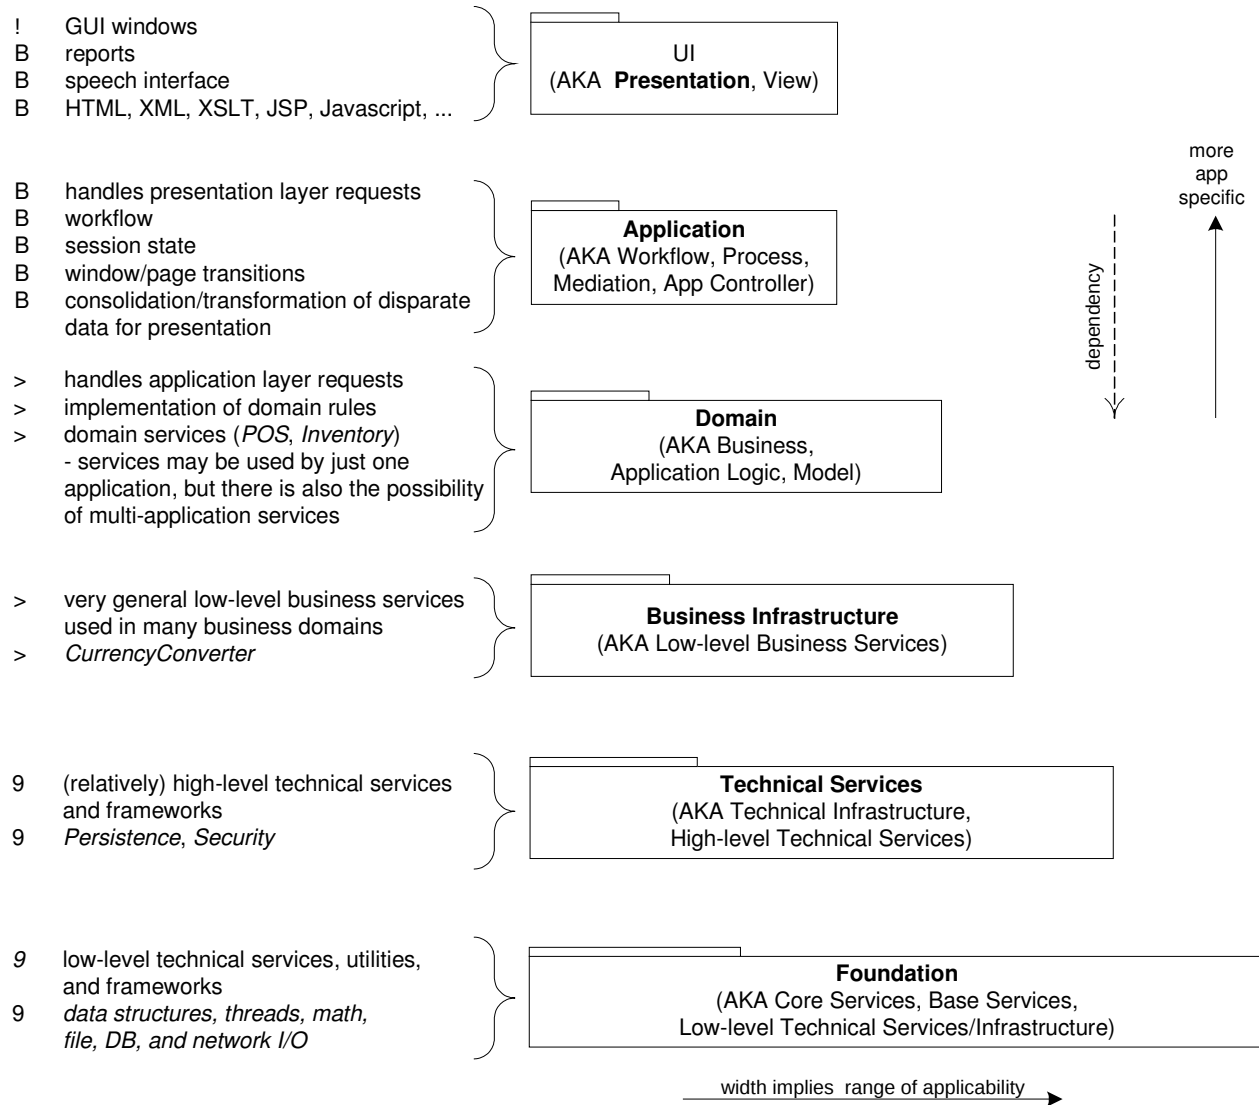 ! GUI windows
B reports
B speech interface
B HTML, XML, XSLT, JSP, Javascript, ...
UI
(AKA Presentation, View)
B handles presentation layer requests
B workflow
B session state
B window/page transitions
B consolidation/transformation of disparate
data for presentation
Application
(AKA Workflow, Process,
Mediation, App Controller)
more
app
specific
dependency
> handles application layer requests
> implementation of domain rules
> domain services (POS, Inventory)
- services may be used by just one
application, but there is also the possibility
of multi-application services
Domain
(AKA Business,
Application Logic, Model)
> very general low-level business services
used in many business domains
> CurrencyConverter
Business Infrastructure
(AKA Low-level Business Services)
9 (relatively) high-level technical services
and frameworks
9 Persistence, Security
Technical Services
(AKA Technical Infrastructure,
High-level Technical Services)
9 low-level technical services, utilities,
and frameworks
9 data structures, threads, math,
file, DB, and network I/O
Foundation
(AKA Core Services, Base Services,
Low-level Technical Services/Infrastructure)
width implies range of applicability